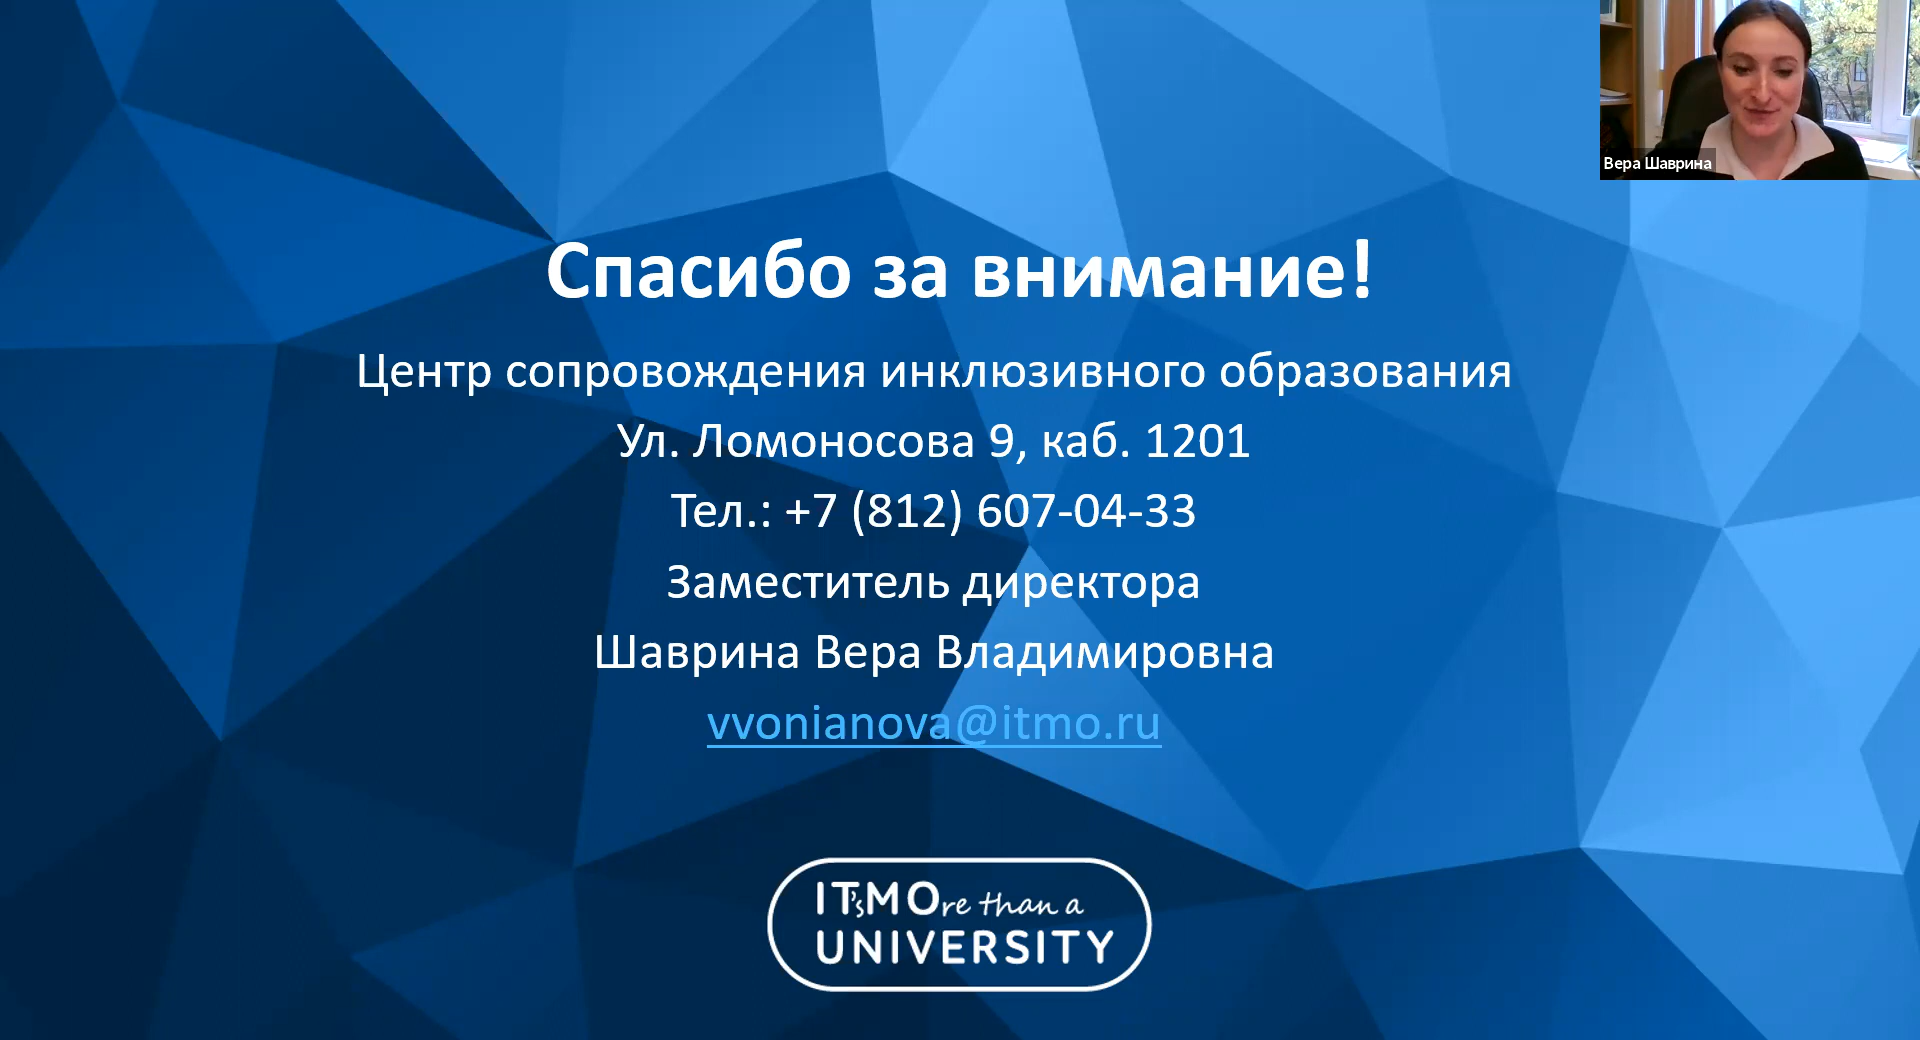 Вера Шаврина
Спасибо за внимание!
Центр сопровождения инклюзивного образования
Ул. Ломоносова 9, каб. 1201
Тел.: +7 (812) 607-04-33
Заместитель директора
Шаврина Вера Владимировна
vvonianova@itmo.ru
IT'sMOre than a
UNIVERSITY